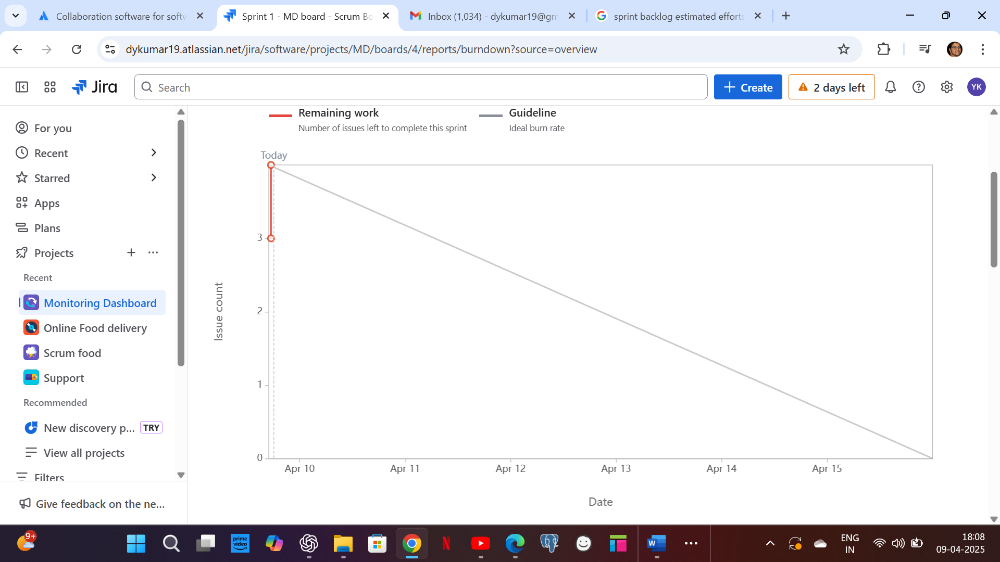 Collaboration software for softw
Sprint 1 - MD board - Scrum Bo
Inbox (1,034) - dykumar19@gm
sprint backlog estimated efforts
dykumar19.atlassian.net/jira/software/projects/MD/boards/4/reports/burndown?source=overview
Jira
Search
Create
2 days left
YK
For you
Recent
Starred
Apps
Plans
Projects
Recent
Monitoring Dashboard
Online Food delivery
Scrum food
Support
Recommended
New discovery p... TRY
View all projects
Filters
Give feedback on the ne...
Remaining work
Number of issues left to complete this sprint
Guideline
Ideal burn rate
Today
3
2
1
0
Issue count
Apr 10
Apr 11
Apr 12
Apr 13
Apr 14
Apr 15
Date
9+
prime
video
N
W
ENG
IN
18:08
09-04-2025